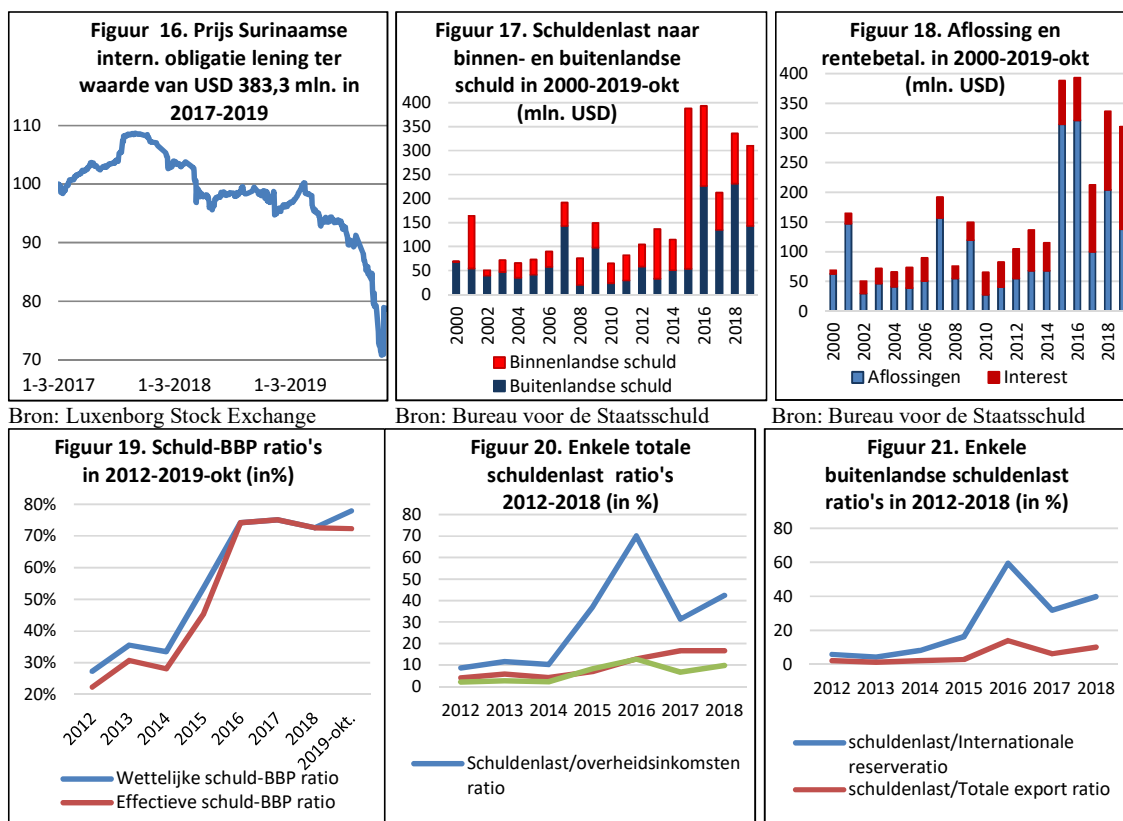 Figuur 16. Prijs Surinaamse
intern. obligatie lening ter
waarde van USD 383,3 mln. in
2017-2019
110
100
90
80
70
1-3-2017
1-3-2018
1-3-2019
Bron: Luxenborg Stock Exchange
Figuur 17. Schuldenlast naar
binnen- en buitenlandse
schuld in 2000-2019-okt
(mln. USD)
400
350
300
250
200
150
100
50
0
2000
2002
2004
2006
2008
2010
2012
2014
2016
2018
Binnenlandse schuld
Buitenlandse schuld
Bron: Bureau voor de Staatsschuld
Figuur 18. Aflossing en
rentebetal. in 2000-2019-okt
(mln. USD)
400
350
300
250
200
150
100
50
0
2000
2002
2004
2006
2008
2010
2012
2014
2016
2018
Aflossingen
Interest
Bron: Bureau voor de Staatsschuld
Figuur 19. Schuld-BBP ratio's
in 2012-2019-okt (in%)
80%
70%
60%
50%
40%
30%
20%
2012
2013
2014
2015
2016
2017
2018
2019-okt.
Wettelijke schuld-BBP ratio
Effectieve schuld-BBP ratio
Figuur 20. Enkele totale
schuldenlast ratio's
2012-2018 (in %)
80
70
60
50
40
30
20
10
0
2012 2013 2014 2015 2016 2017 2018
Schuldenlast/overheidsinkomsten
ratio
Figuur 21. Enkele
buitenlandse schuldenlast
ratio's in 2012-2018 (in %)
80
60
40
20
0
2012 2013 2014 2015 2016 2017 2018
schuldenlast/Internationale
reserveratio
schuldenlast/Totale export ratio